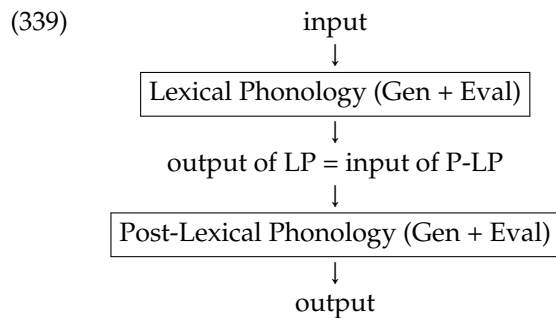 (339) input
↓
Lexical Phonology (Gen + Eval)
↓
output of LP = input of P-LP
↓
Post-Lexical Phonology (Gen + Eval)
↓
output